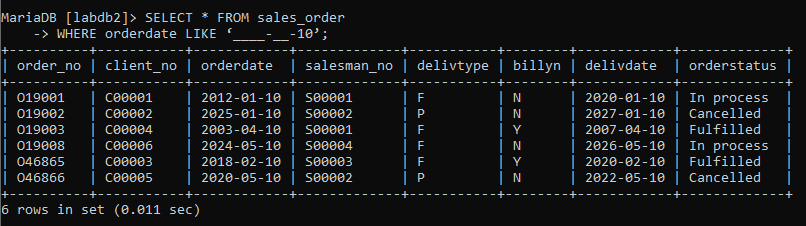 MariaDB [labdb2]> SELECT * FROM sales_order
    -> WHERE orderdate LIKE ‘____-__-10’;
+----------+-----------+------------+-------------+-----------+--------+------------+-------------+
| order_no | client_no | orderdate  | salesman_no | delivtype | billyn | delivdate  | orderstatus |
+----------+-----------+------------+-------------+-----------+--------+------------+-------------+
| O19001   | C00001    | 2012-01-10 | S00001      | F         | N      | 2020-01-10 | In process  |
| O19002   | C00002    | 2025-01-10 | S00002      | P         | N      | 2027-01-10 | Cancelled   |
| O19003   | C00004    | 2003-04-10 | S00001      | F         | Y      | 2007-04-10 | Fulfilled   |
| O19008   | C00006    | 2024-05-10 | S00004      | F         | N      | 2026-05-10 | In process  |
| O46865   | C00003    | 2018-02-10 | S00003      | F         | Y      | 2020-02-10 | Fulfilled   |
| O46866   | C00005    | 2020-05-10 | S00002      | P         | N      | 2022-05-10 | Cancelled   |
+----------+-----------+------------+-------------+-----------+--------+------------+-------------+
6 rows in set (0.011 sec)